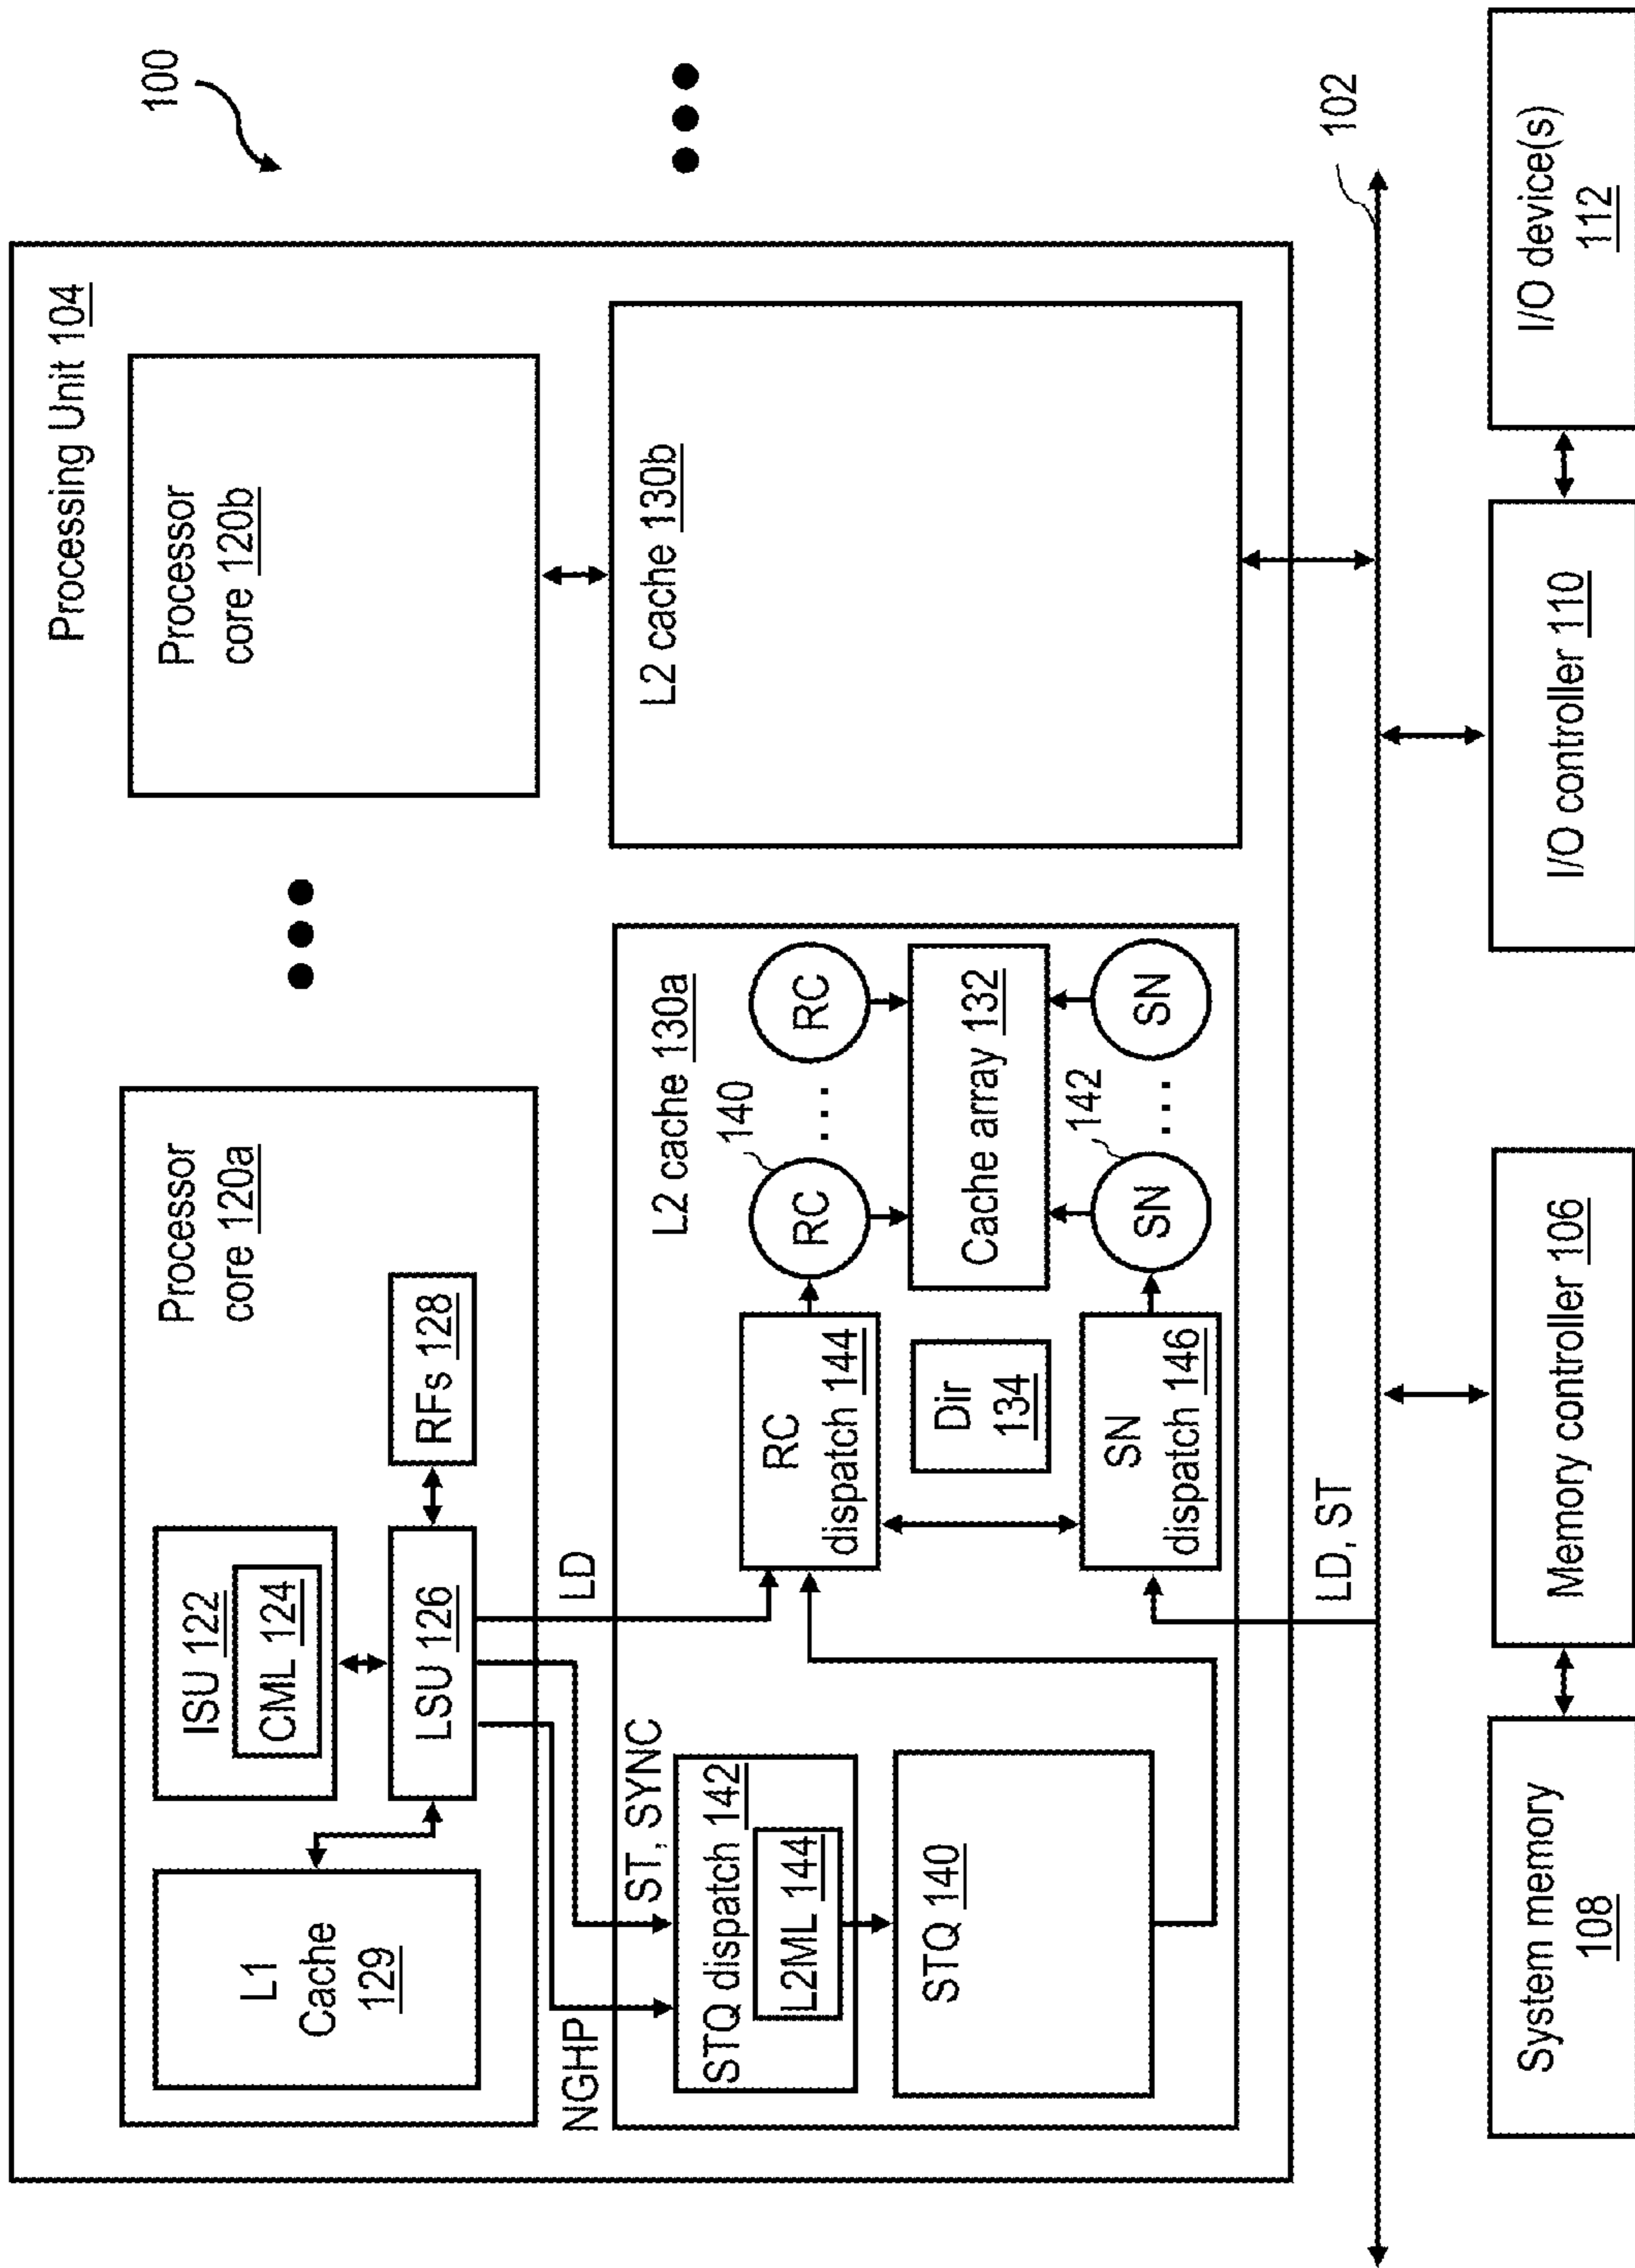 100
Processing Unit 104
Processor
core 120a
ISU 122
CML 124
L1
Cache
129
LSU 126
RFs 128
Processor
core 120b
NGHP
ST, SYNC
LD
L2 cache 130a
STQ dispatch 142
L2ML 144
STQ 140
RC
dispatch 144
140
RC
...
RC
Dir
134
Cache array 132
SN
dispatch 146
142
SN
...
SN
L2 cache 130b
LD, ST
102
System memory
108
Memory controller 106
I/O controller 110
I/O device(s)
112